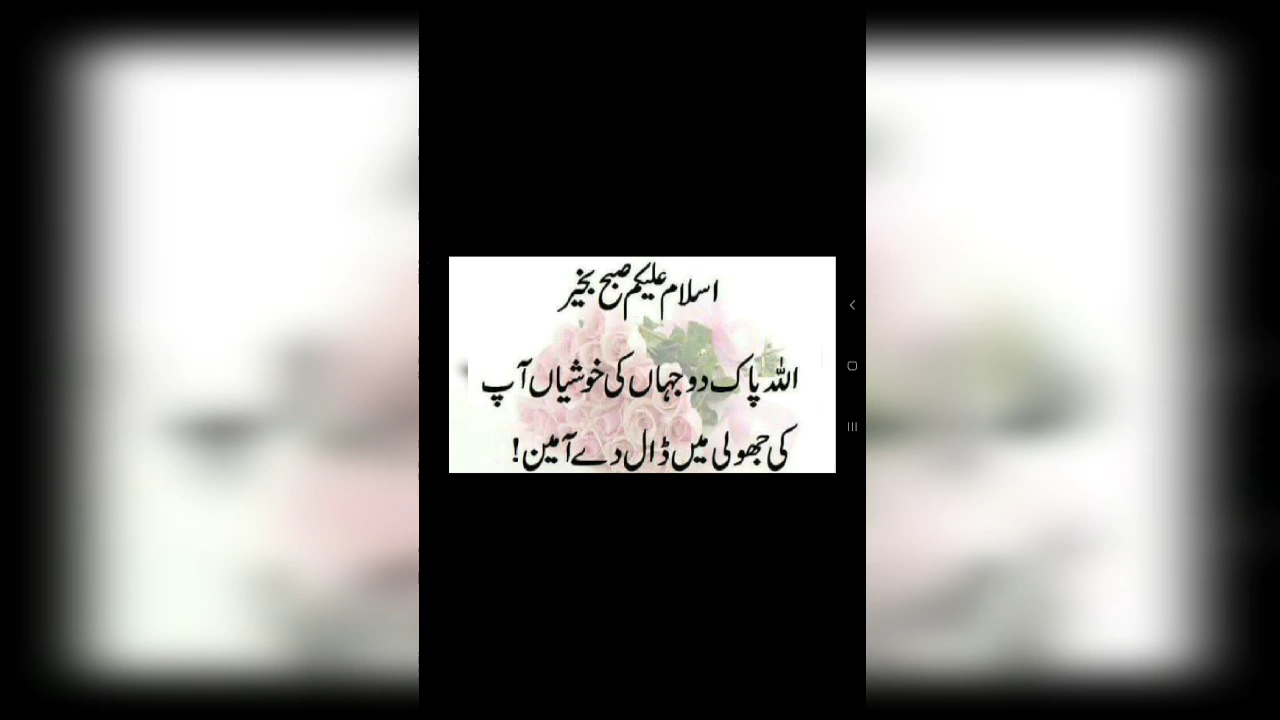 اسلام علیکم صبح بخیر
اللہ پاک دو جہاں کی خوشیاں آپ
کی جھولی میں ڈال دے آمین!